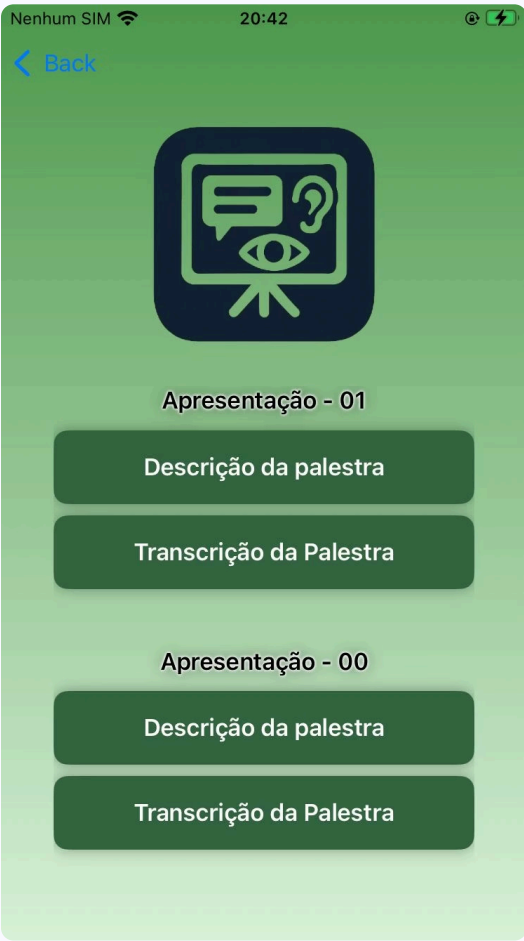 Nenhum SIM 20:42
Back
Apresentação - 01
Descrição da palestra
Transcrição da Palestra
Apresentação - 00
Descrição da palestra
Transcrição da Palestra